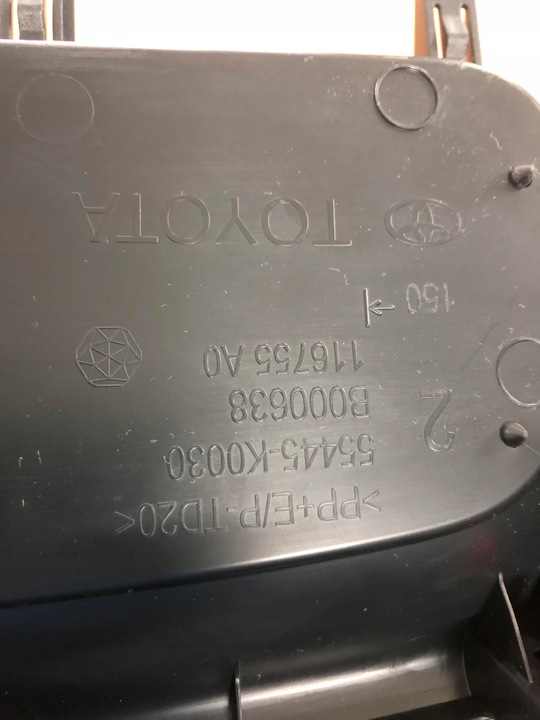 >PP+E/P-TD20<
55445-K0030
B000638
2
116755 A0
150
TOYOTA